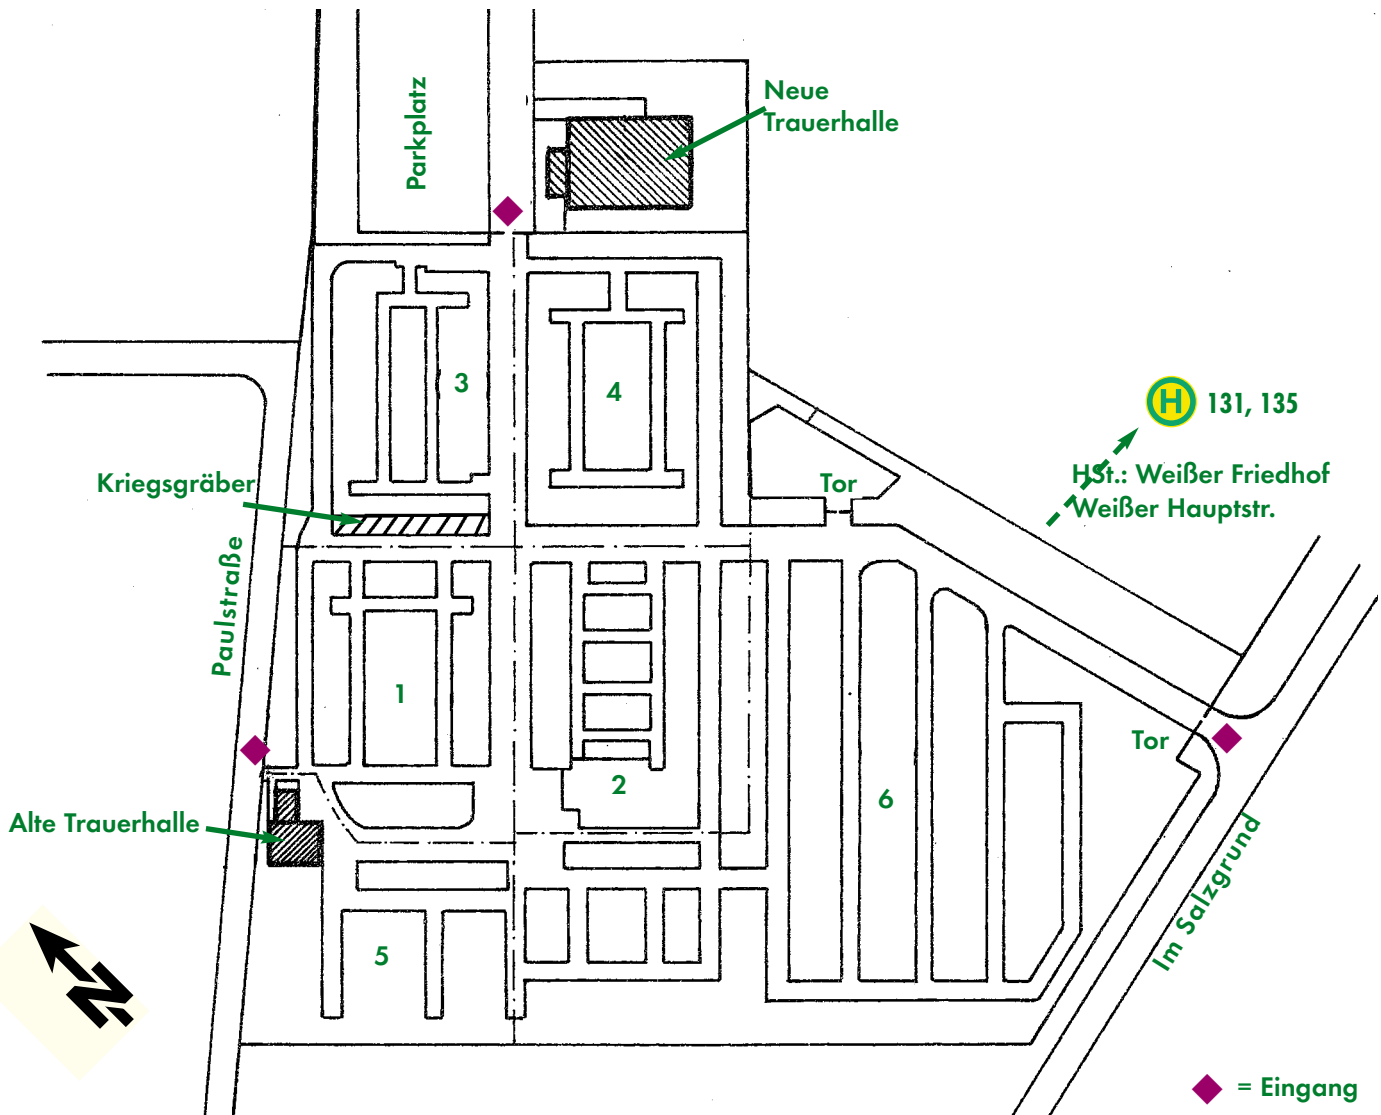 Parkplatz
Neue
Trauerhalle
3
4
H 131, 135
HSt.: Weißer Friedhof
Weißer Hauptstr.
Kriegsgräber
Tor
Paulstraße
1
2
6
Tor
Alte Trauerhalle
Im Salzgrund
5
N
= Eingang